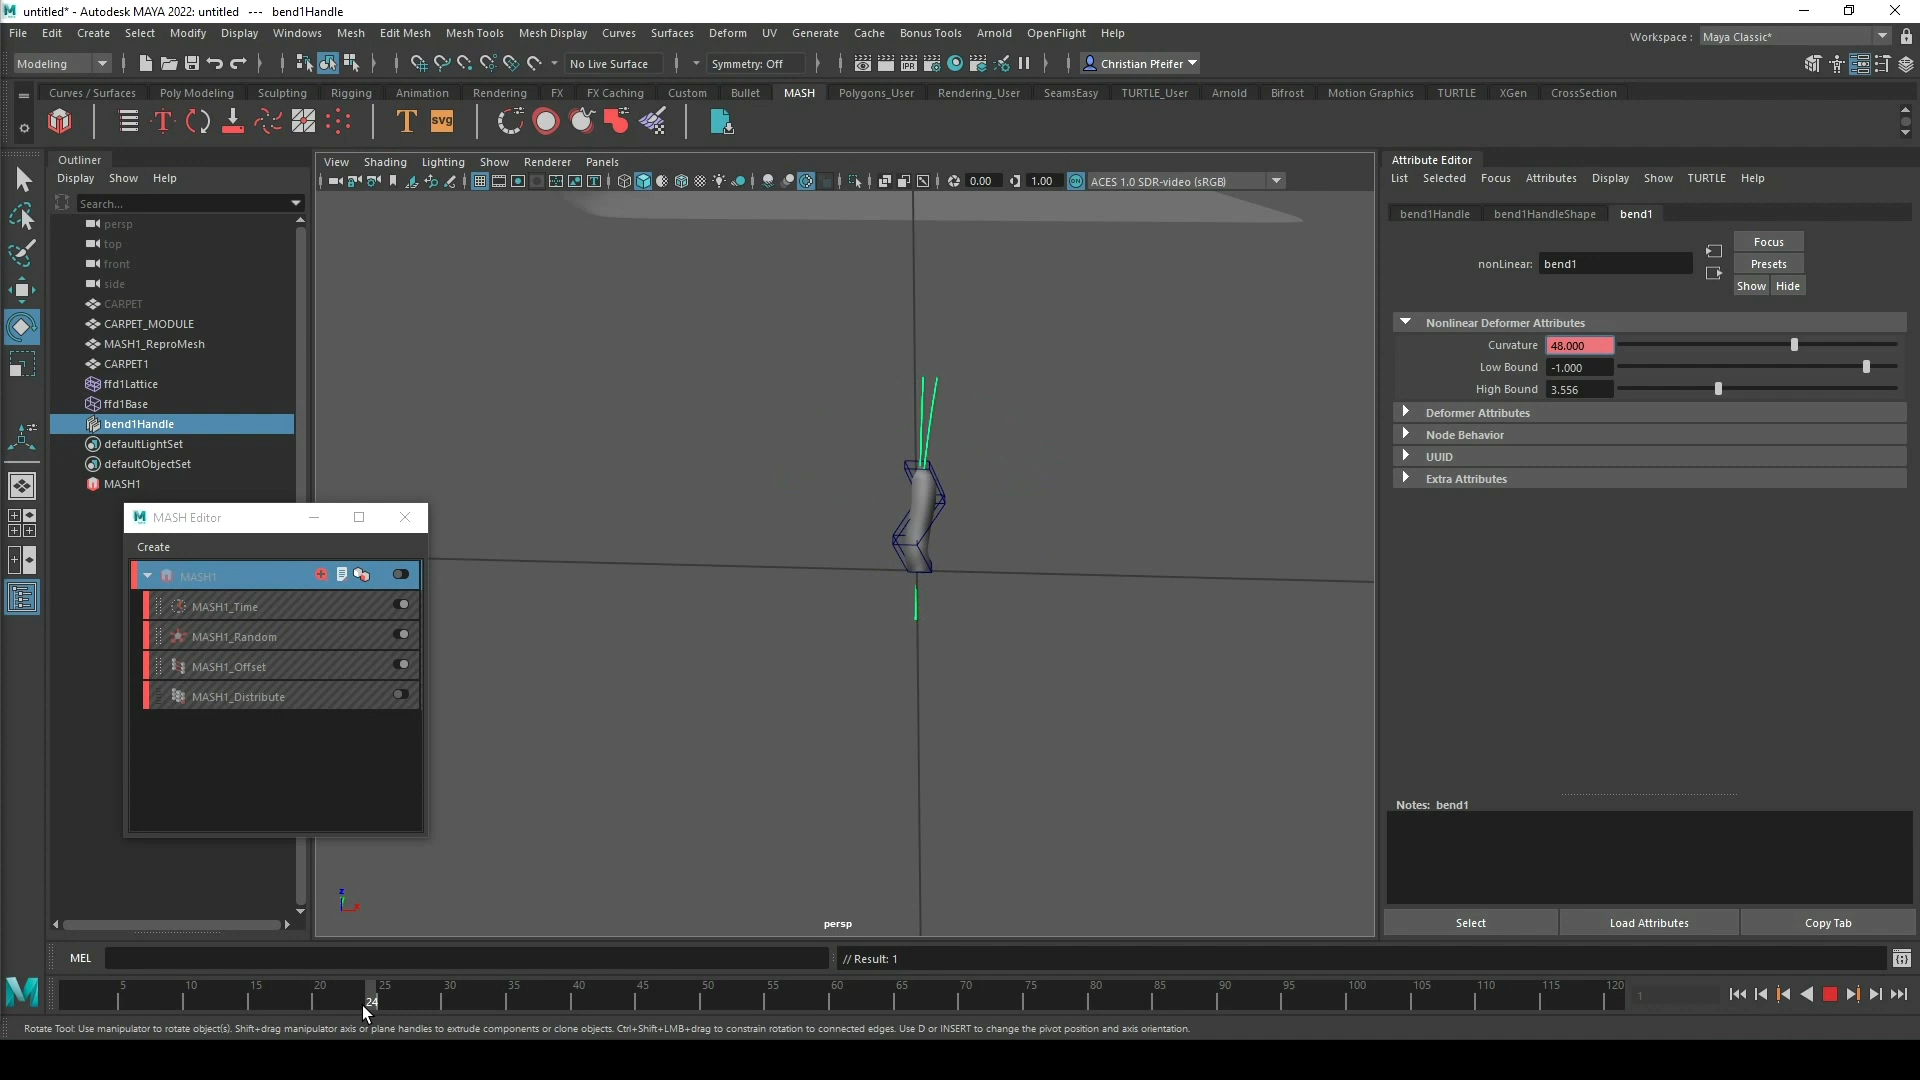 untitled* - Autodesk MAYA 2022: untitled --- bend1Handle
File Edit Create Select Modify Display Windows Mesh Edit Mesh Mesh Tools Mesh Display Curves Surfaces Deform UV Generate Cache Bonus Tools Arnold OpenFlight Help
Workspace : Maya Classic*
Modeling No Live Surface Symmetry: Off Christian Pfeifer
Curves / Surfaces Poly Modeling Sculpting Rigging Animation Rendering FX FX Caching Custom Bullet MASH Polygons_User Rendering_User SeamsEasy TURTLE_User Arnold Bifrost Motion Graphics TURTLE XGen CrossSection
T svg
Outliner
Display Show Help
Search...
persp
top
front
side
CARPET
CARPET_MODULE
MASH1_ReproMesh
CARPET1
ffd1Lattice
ffd1Base
bend1Handle
defaultLightSet
defaultObjectSet
MASH1
MASH Editor
Create
MASH1
MASH1_Time
MASH1_Random
MASH1_Offset
MASH1_Distribute
View Shading Lighting Show Renderer Panels
0.00 1.00 ACES 1.0 SDR-video (sRGB)
persp
Attribute Editor
List Selected Focus Attributes Display Show TURTLE Help
bend1Handle bend1HandleShape bend1
Focus
nonLinear: bend1
Presets
Show Hide
Nonlinear Deformer Attributes
Curvature 48.000
Low Bound -1.000
High Bound 3.556
Deformer Attributes
Node Behavior
UUID
Extra Attributes
Notes: bend1
Select Load Attributes Copy Tab
MEL // Result: 1
5 10 15 20 25 30 35 40 45 50 55 60 65 70 75 80 85 90 95 100 105 110 115 120
24
1
Rotate Tool: Use manipulator to rotate object(s). Shift+drag manipulator axis or plane handles to extrude components or clone objects. Ctrl+Shift+LMB+drag to constrain rotation to connected edges. Use D or INSERT to change the pivot position and axis orientation.